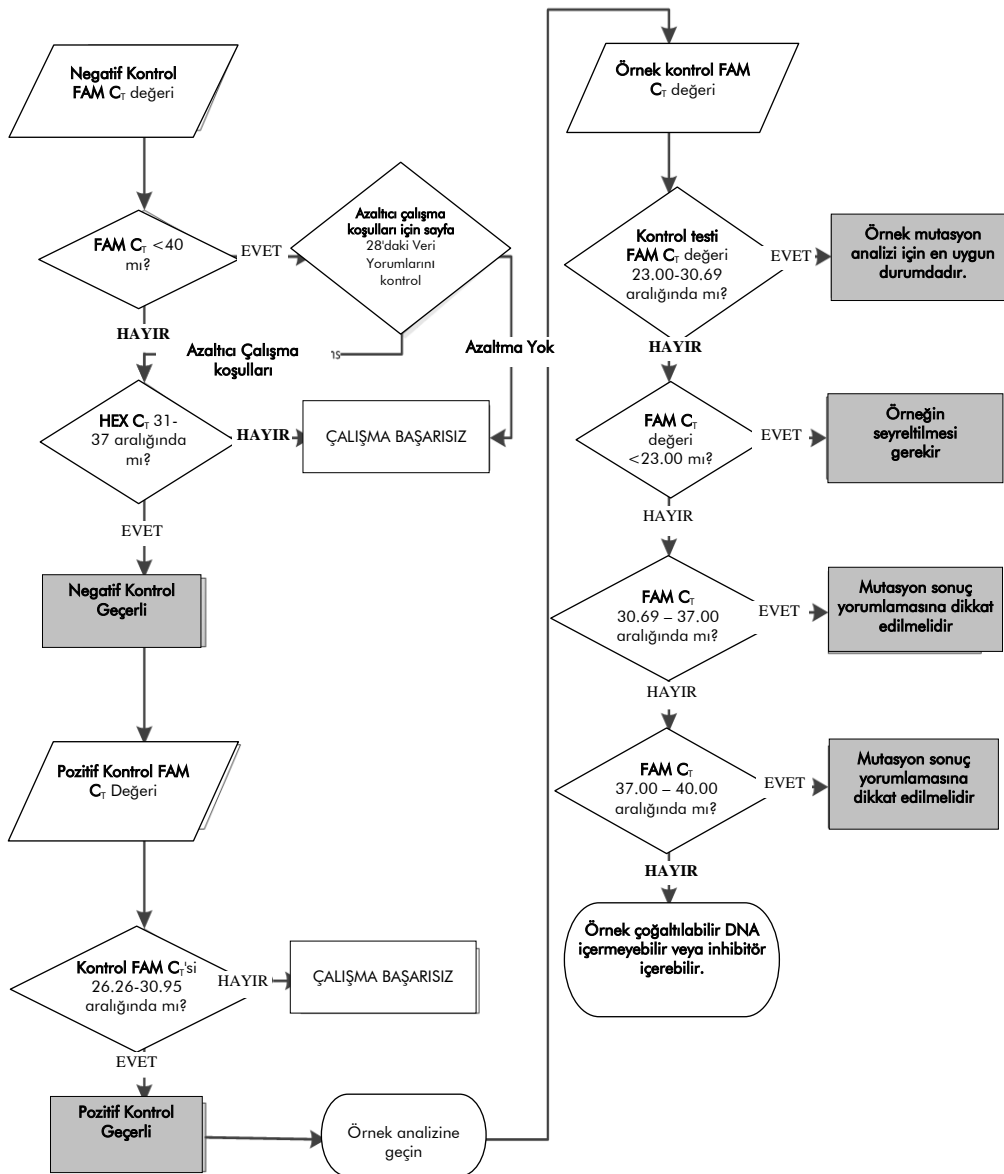 Negatif Kontrol
FAM CT değeri
FAM CT <40
mı?
EVET
Azaltıcı çalışma
koşulları için sayfa
28'daki Veri
Yorumlarını
kontrol
HAYIR
Azaltıcı Çalışma
koşulları
Azaltma Yok
HEX CT 31-
37 aralığında
mı?
HAYIR
ÇALIŞMA BAŞARISIZ
EVET
Negatif Kontrol
Geçerli
Pozitif Kontrol FAM
CT Değeri
Kontrol FAM CT'si
26.26-30.95
aralığında mı?
HAYIR
ÇALIŞMA BAŞARISIZ
EVET
Pozitif Kontrol
Geçerli
Örnek analizine
geçin
Örnek kontrol FAM
CT değeri
Kontrol testi
FAM CT değeri
23.00-30.69
aralığında mı?
EVET
Örnek mutasyon
analizi için en uygun
durumdadır.
HAYIR
FAM CT
değeri
<23.00 mı?
EVET
Örneğin
seyreltilmesi
gerekir
HAYIR
FAM CT
30.69 – 37.00
aralığında mı?
EVET
Mutasyon sonuç
yorumlamasına dikkat
edilmelidir
HAYIR
FAM CT
37.00 – 40.00
aralığında mı?
EVET
Mutasyon sonuç
yorumlamasına
dikkat edilmelidir
HAYIR
Örnek çoğaltılabilir DNA
içermeyebilir veya inhibitör
içerebilir.